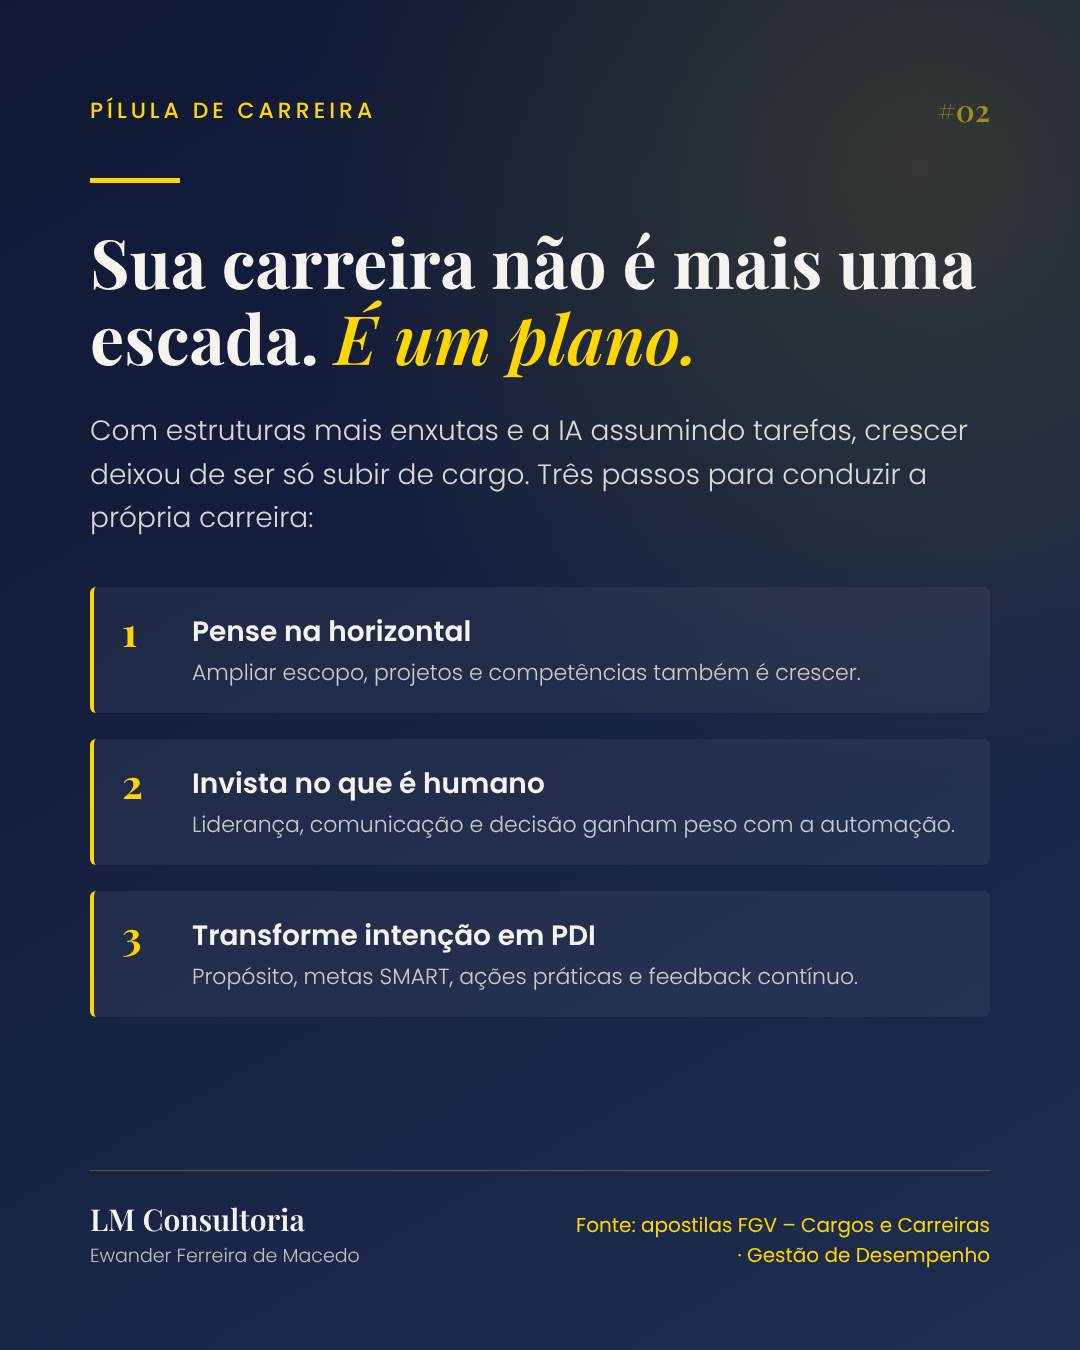 PÍLULA DE CARREIRA
#02
Sua carreira não é mais uma
escada. É um plano.
Com estruturas mais enxutas e a IA assumindo tarefas, crescer
deixou de ser só subir de cargo. Três passos para conduzir a
própria carreira:
1
Pense na horizontal
Ampliar escopo, projetos e competências também é crescer.
2
Invista no que é humano
Liderança, comunicação e decisão ganham peso com a automação.
3
Transforme intenção em PDI
Propósito, metas SMART, ações práticas e feedback contínuo.
LM Consultoria
Ewander Ferreira de Macedo
Fonte: apostilas FGV – Cargos e Carreiras
· Gestão de Desempenho